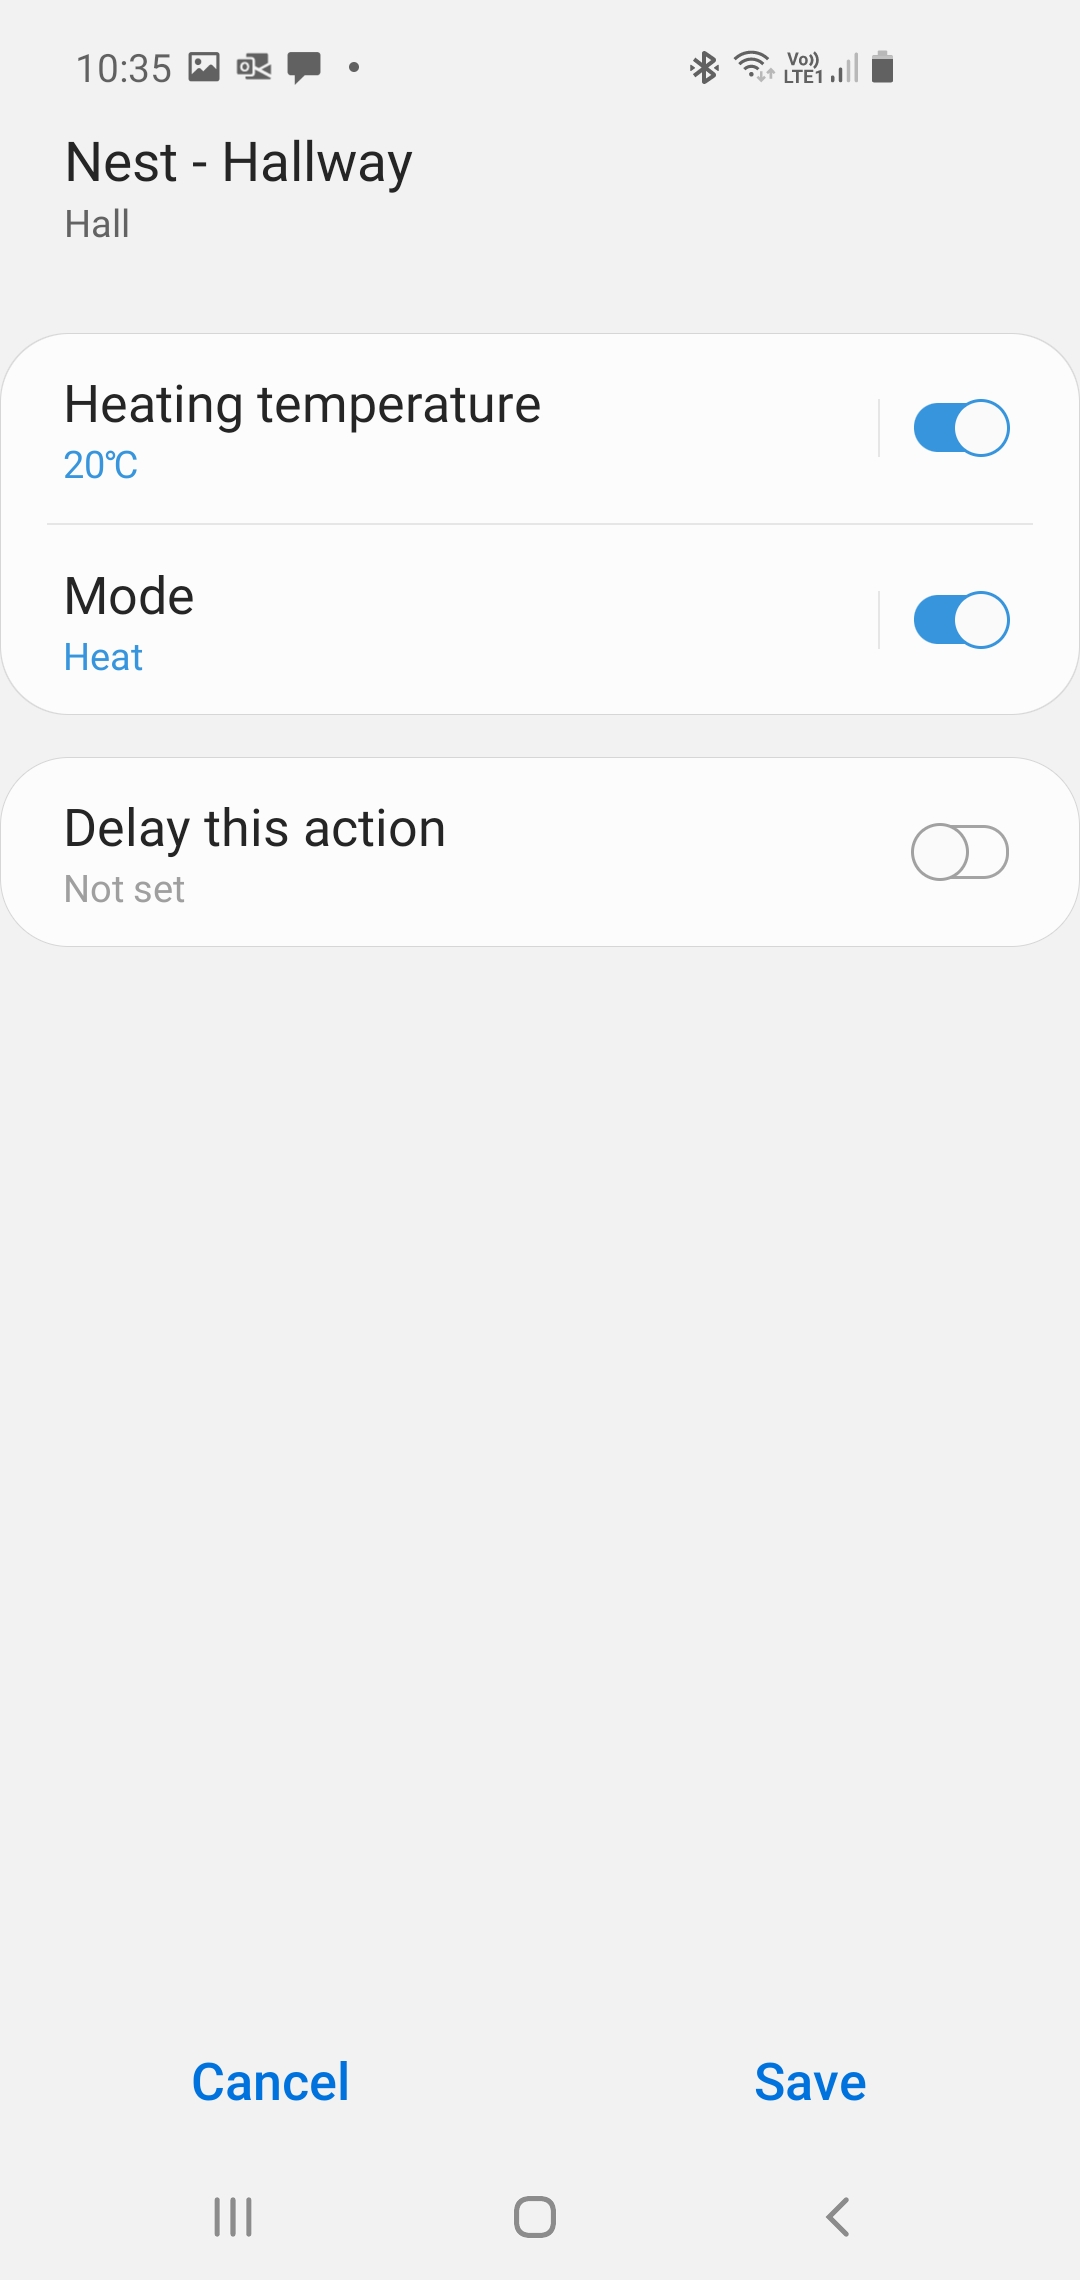 10:35
Vo)) LTE1
Nest - Hallway
Hall
Heating temperature
20°C
Mode
Heat
Delay this action
Not set
Cancel
Save